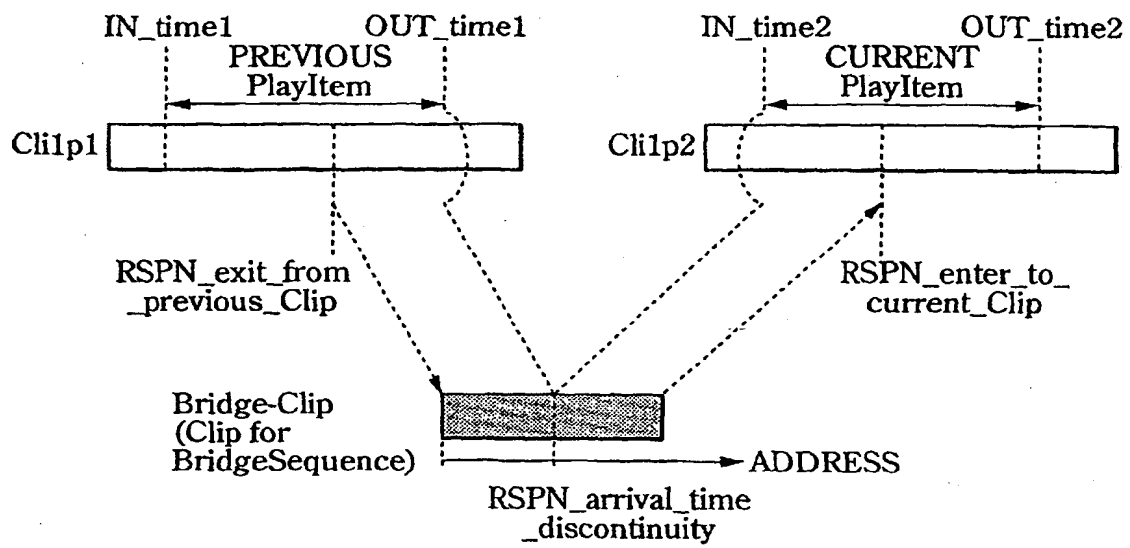 IN_time1
OUT_time1
IN_time2
OUT_time2
PREVIOUS
PlayItem
CURRENT
PlayItem
Cli1p1
Cli1p2
RSPN_exit_from
_previous_Clip
RSPN_enter_to_
current_Clip
Bridge-Clip
(Clip for
BridgeSequence)
ADDRESS
RSPN_arrival_time
_discontinuity